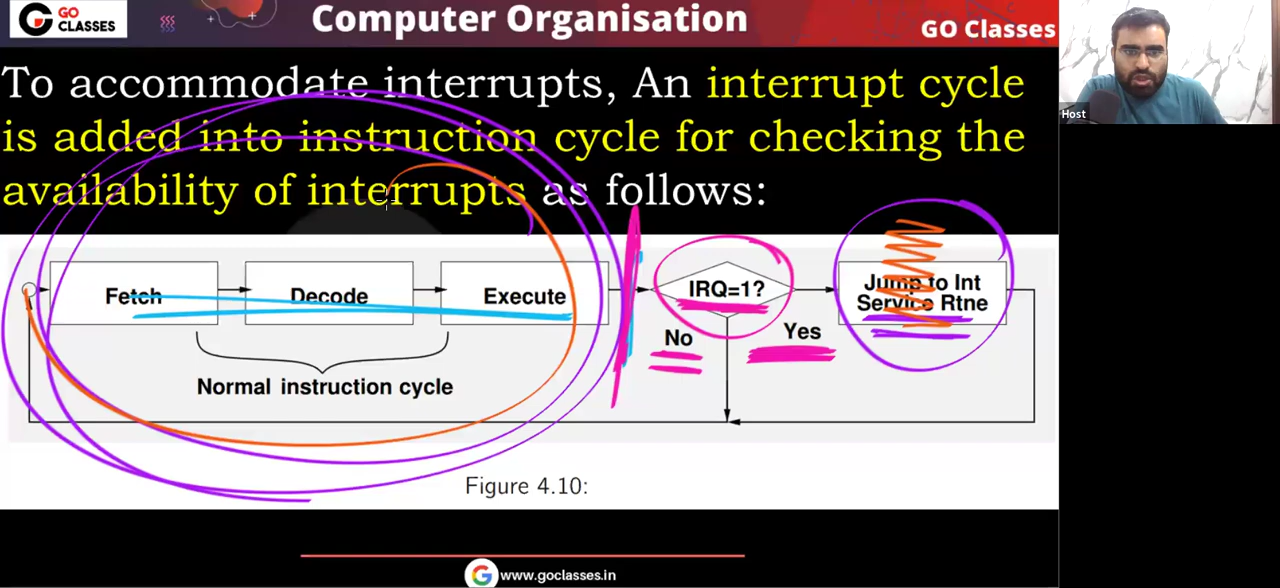 GO
CLASSES
Computer Organisation
GO Classes
To accommodate interrupts, An interrupt cycle
is added into instruction cycle for checking the
availability of interrupts as follows:
Host
Fetch
Decode
Execute
IRQ=1?
Jump to Int
Service Rtne
No
Yes
Normal instruction cycle
Figure 4.10:
www.goclasses.in